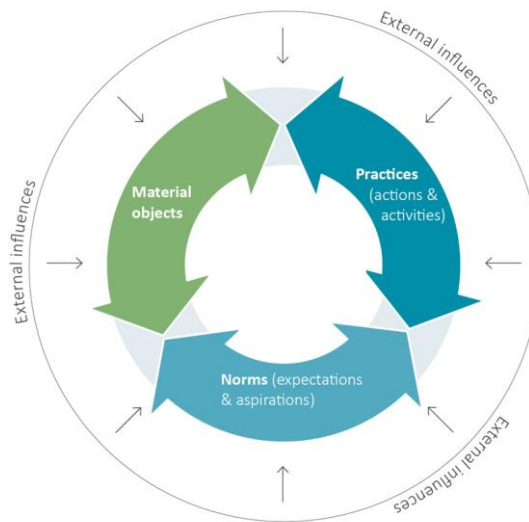 External influences
Practices
(actions &
activities)
Material
objects
External influences
Norms (expectations
& aspirations)
External influences